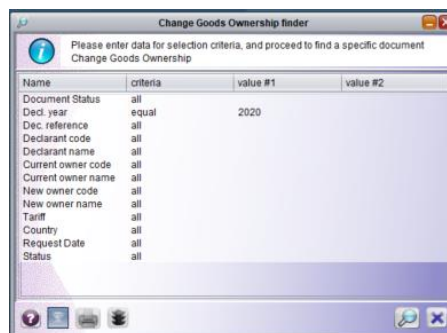 Change Goods Ownership finder
Please enter data for selection criteria, and proceed to find a specific document
Change Goods Ownership
Name criteria value #1 value #2
Document Status all
Decl. year equal 2020
Dec. reference all
Declarant code all
Declarant name all
Current owner code all
Current owner name all
New owner code all
New owner name all
Tariff all
Country all
Request Date all
Status all